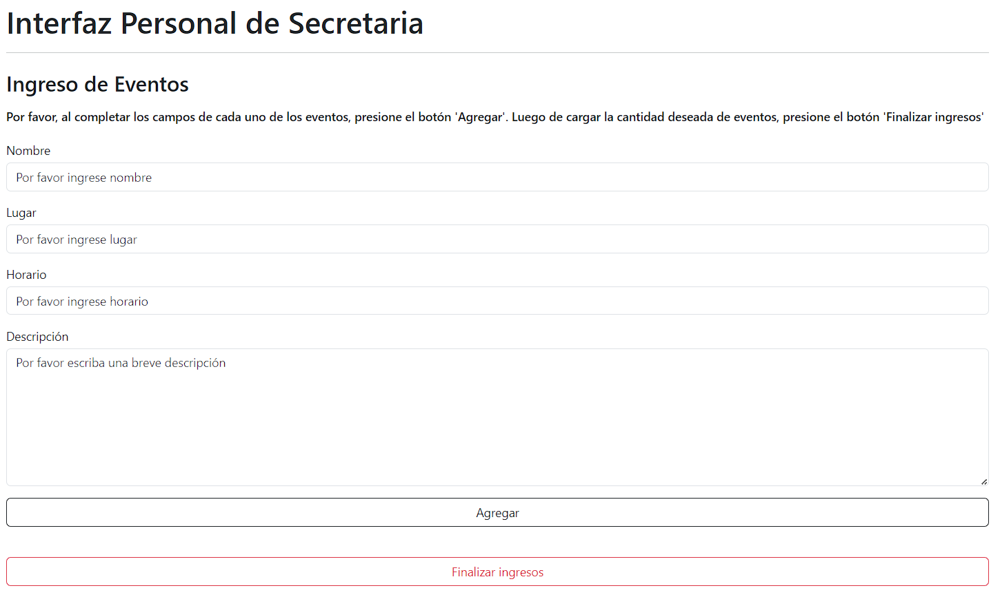 Interfaz Personal de Secretaria
Ingreso de Eventos
Por favor, al completar los campos de cada uno de los eventos, presione el botón 'Agregar'. Luego de cargar la cantidad deseada de eventos, presione el botón 'Finalizar ingresos'
Nombre
Por favor ingrese nombre
Lugar
Por favor ingrese lugar
Horario
Por favor ingrese horario
Descripción
Por favor escriba una breve descripción
Agregar
Finalizar ingresos